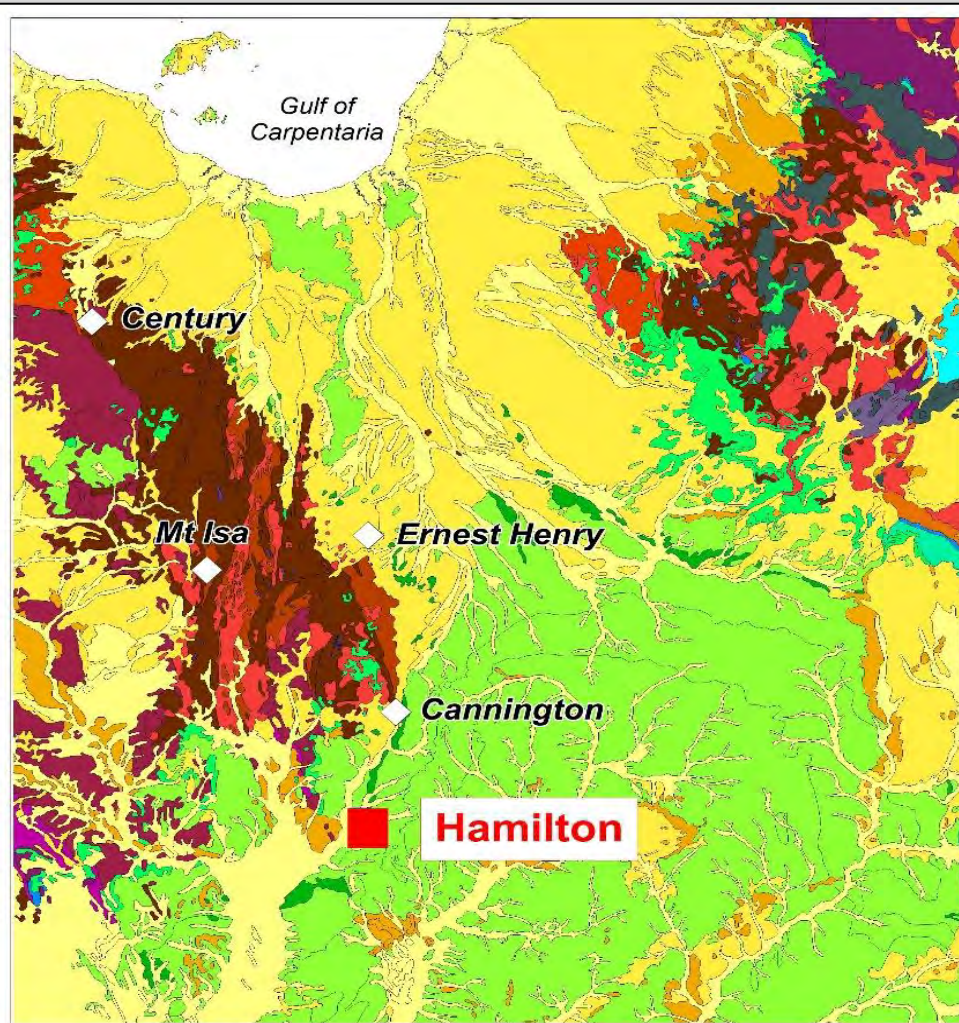 Gulf of
Carpentaria
Century
Mt Isa
Ernest Henry
Cannington
Hamilton